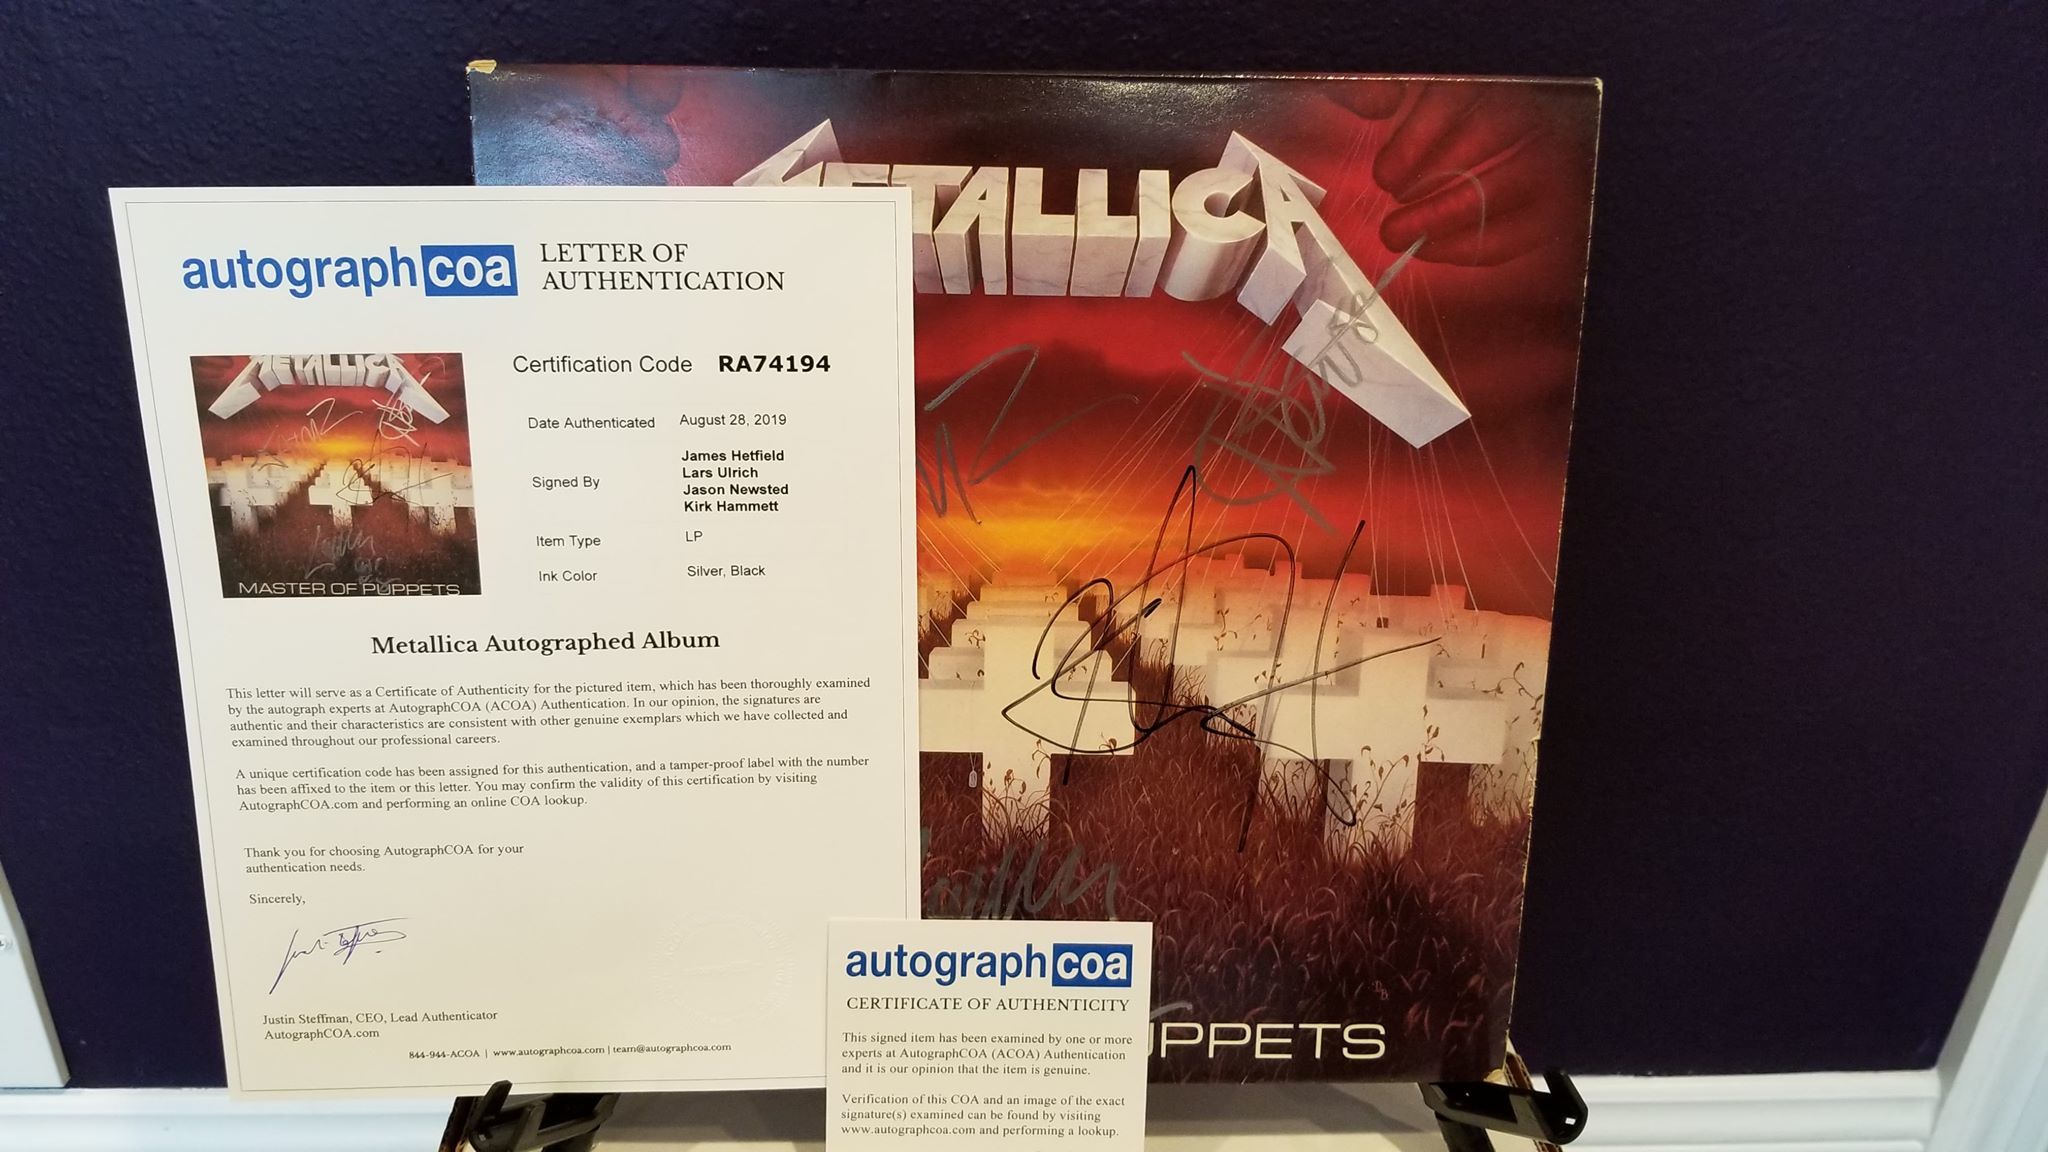 METALLICA
autograph coa
LETTER OF
AUTHENTICATION
METALLICA
MASTER OF PUPPETS
Certification Code RA74194
Date Authenticated August 28, 2019
Signed By James Hetfield
Lars Ulrich
Jason Newsted
Kirk Hammett
Item Type LP
Ink Color Silver, Black
Metallica Autographed Album
This letter will serve as a Certificate of Authenticity for the pictured item, which has been thoroughly examined
by the autograph experts at AutographCOA (ACOA) Authentication. In our opinion, the signatures are
authentic and their characteristics are consistent with other genuine exemplars which we have collected and
examined throughout our professional careers.
A unique certification code has been assigned for this authentication, and a tamper-proof label with the number
has been affixed to the item or this letter. You may confirm the validity of this certification by visiting
AutographCOA.com and performing an online COA lookup.
Thank you for choosing AutographCOA for your
authentication needs.
Sincerely,
Justin Steffman, CEO, Lead Authenticator
AutographCOA.com
844-944-ACOA | www.autographcoa.com | team@autographcoa.com
autograph coa
CERTIFICATE OF AUTHENTICITY
This signed item has been examined by one or more
experts at AutographCOA (ACOA) Authentication
and it is our opinion that the item is genuine.
Verification of this COA and an image of the exact
signature(s) examined can be found by visiting
www.autographcoa.com and performing a lookup.
PUPPETS